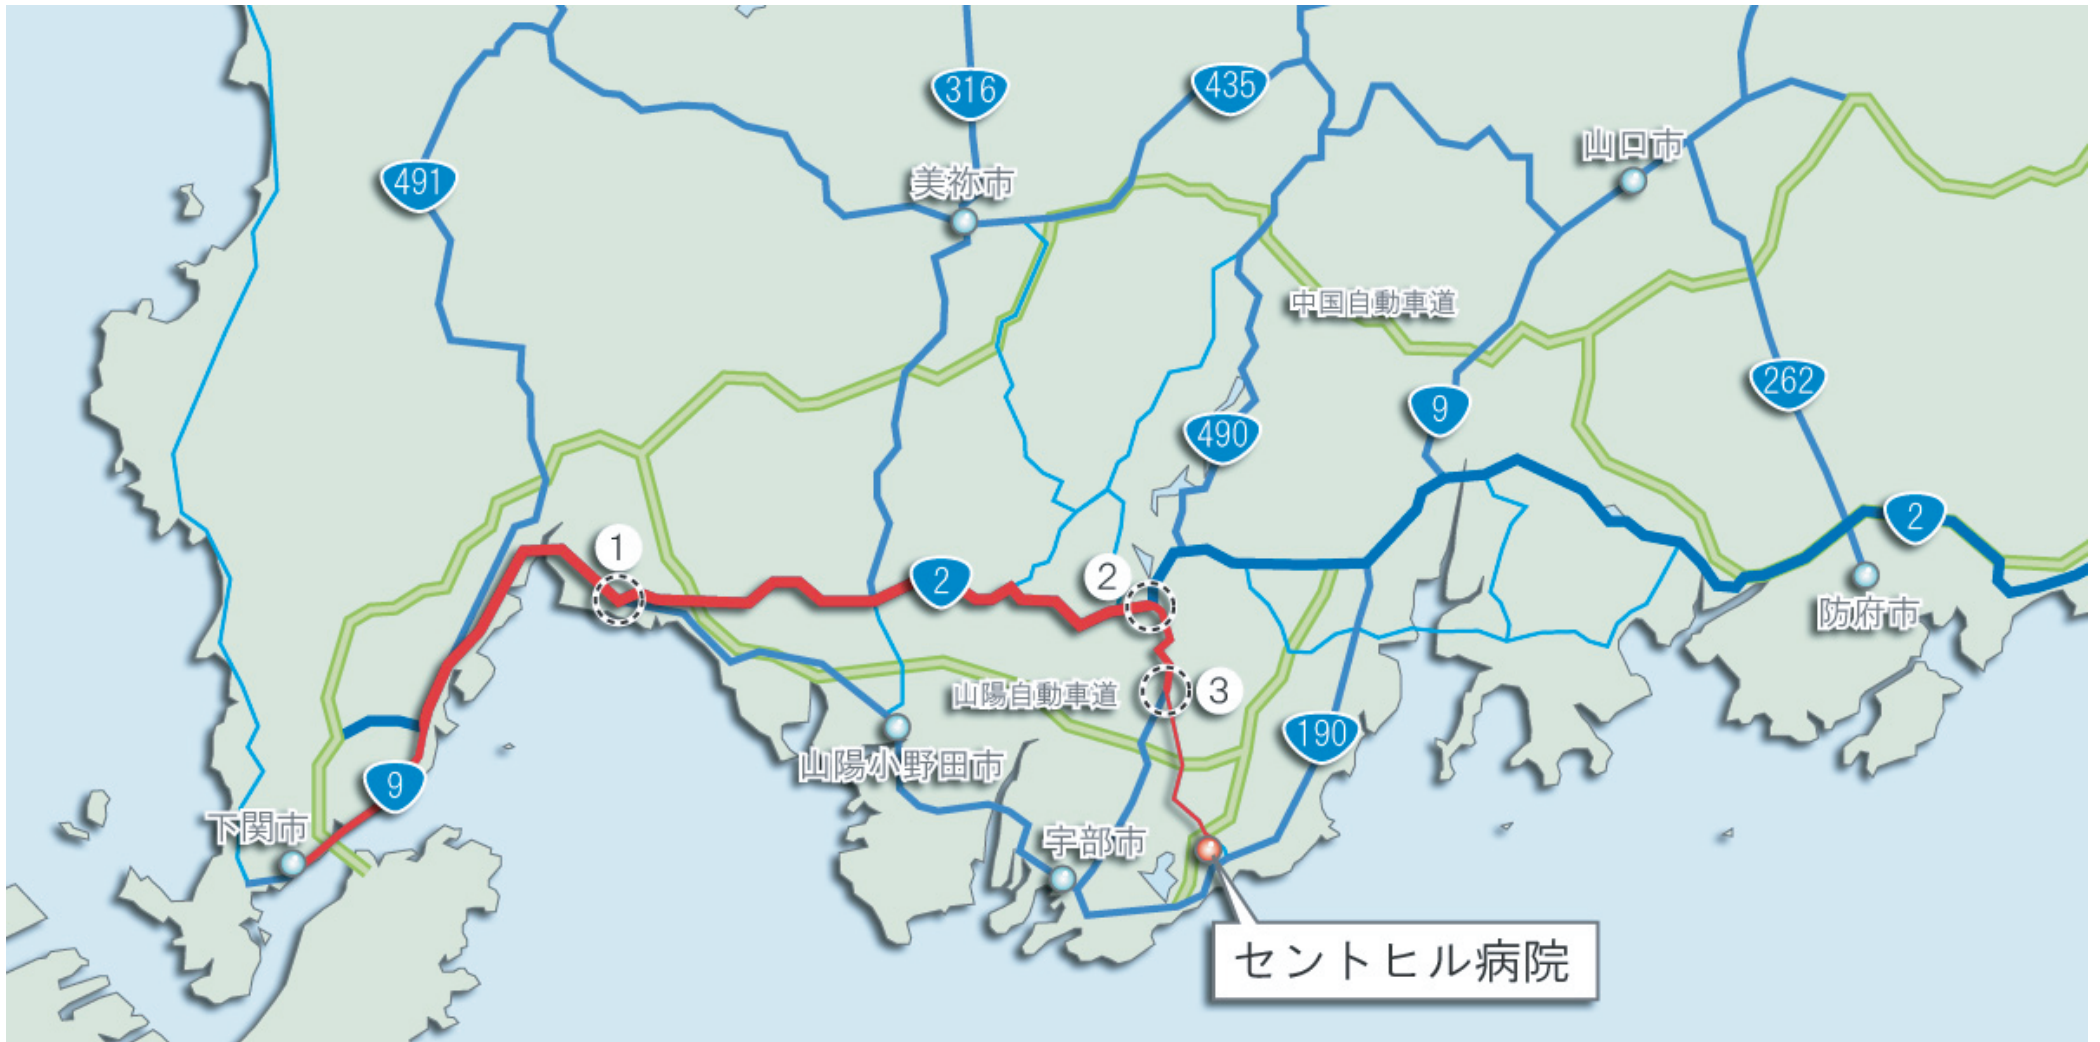 316
435
491
美祢市
山口市
中国自動車道
262
9
490
2
1
2
2
防府市
山陽自動車道
3
190
山陽小野田市
9
下関市
宇部市
セントヒル病院